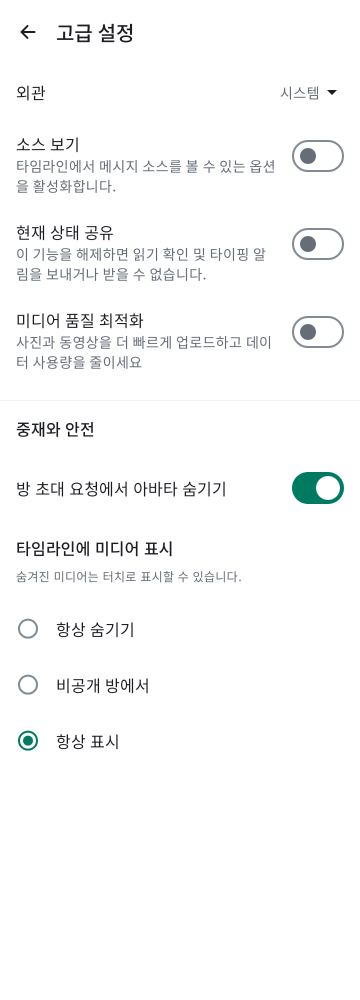 고급 설정
외관
시스템
소스 보기
타임라인에서 메시지 소스를 볼 수 있는 옵션
을 활성화합니다.
현재 상태 공유
이 기능을 해제하면 읽기 확인 및 타이핑 알
림을 보내거나 받을 수 없습니다.
미디어 품질 최적화
사진과 동영상을 더 빠르게 업로드하고 데이
터 사용량을 줄이세요
중재와 안전
방 초대 요청에서 아바타 숨기기
타임라인에 미디어 표시
숨겨진 미디어는 터치로 표시할 수 있습니다.
항상 숨기기
비공개 방에서
항상 표시